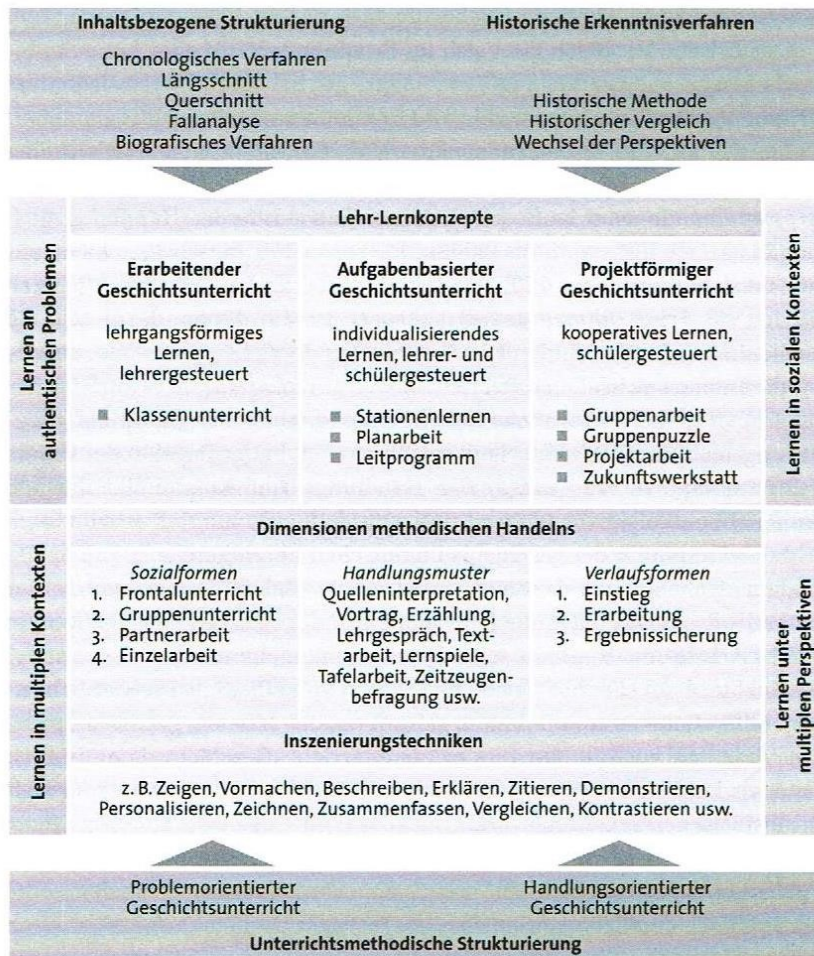 Inhaltsbezogene Strukturierung
Chronologisches Verfahren
Längsschnitt
Querschnitt
Fallanalyse
Biografisches Verfahren
Historische Erkenntnisverfahren
Historische Methode
Historischer Vergleich
Wechsel der Perspektiven
Lernen an
authentischen Problemen
Lehr-Lernkonzepte
Erarbeitender
Geschichtsunterricht
lehrgangsförmiges
Lernen,
lehrergesteuert
Klassenunterricht
Aufgabenbasierter
Geschichtsunterricht
individualisierendes
Lernen, lehrer- und
schülergesteuert
Stationenlernen
Planarbeit
Leitprogramm
Projektförmiger
Geschichtsunterricht
kooperatives Lernen,
schülergesteuert
Gruppenarbeit
Gruppenpuzzle
Projektarbeit
Zukunftswerkstatt
Lernen in sozialen Kontexten
Lernen in multiplen Kontexten
Dimensionen methodischen Handelns
Sozialformen
1. Frontalunterricht
2. Gruppenunterricht
3. Partnerarbeit
4. Einzelarbeit
Handlungsmuster
Quelleninterpretation,
Vortrag, Erzählung,
Lehrgespräch, Text-
arbeit, Lernspiele,
Tafelarbeit, Zeitzeugen-
befragung usw.
Verlaufsformen
1. Einstieg
2. Erarbeitung
3. Ergebnissicherung
Lernen unter
multiplen Perspektiven
Inszenierungstechniken
z. B. Zeigen, Vormachen, Beschreiben, Erklären, Zitieren, Demonstrieren,
Personalisieren, Zeichnen, Zusammenfassen, Vergleichen, Kontrastieren usw.
Problemorientierter
Geschichtsunterricht
Handlungsorientierter
Geschichtsunterricht
Unterrichtsmethodische Strukturierung